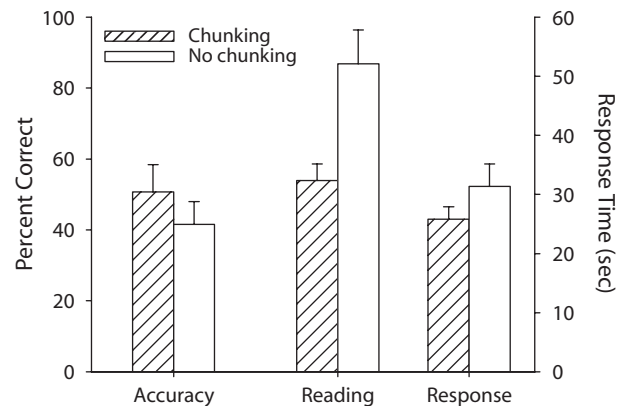 100
80
60
40
20
0
Percent Correct
Chunking
No chunking
60
50
40
30
20
10
0
Response Time (sec)
Accuracy
Reading
Response